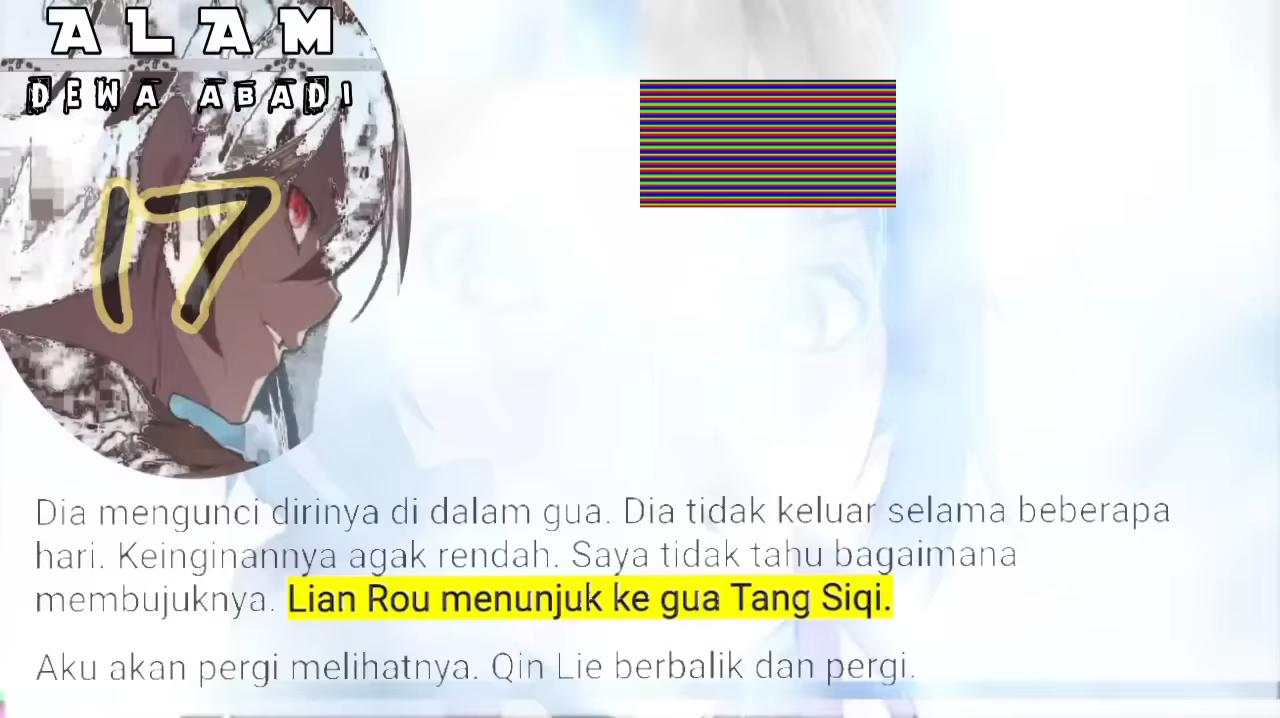 ALAM
DEWA ABADI
17
Dia mengunci dirinya di dalam gua. Dia tidak keluar selama beberapa
hari. Keinginannya agak rendah. Saya tidak tahu bagaimana
membujuknya. Lian Rou menunjuk ke gua Tang Siqi.
Aku akan pergi melihatnya. Qin Lie berbalik dan pergi.